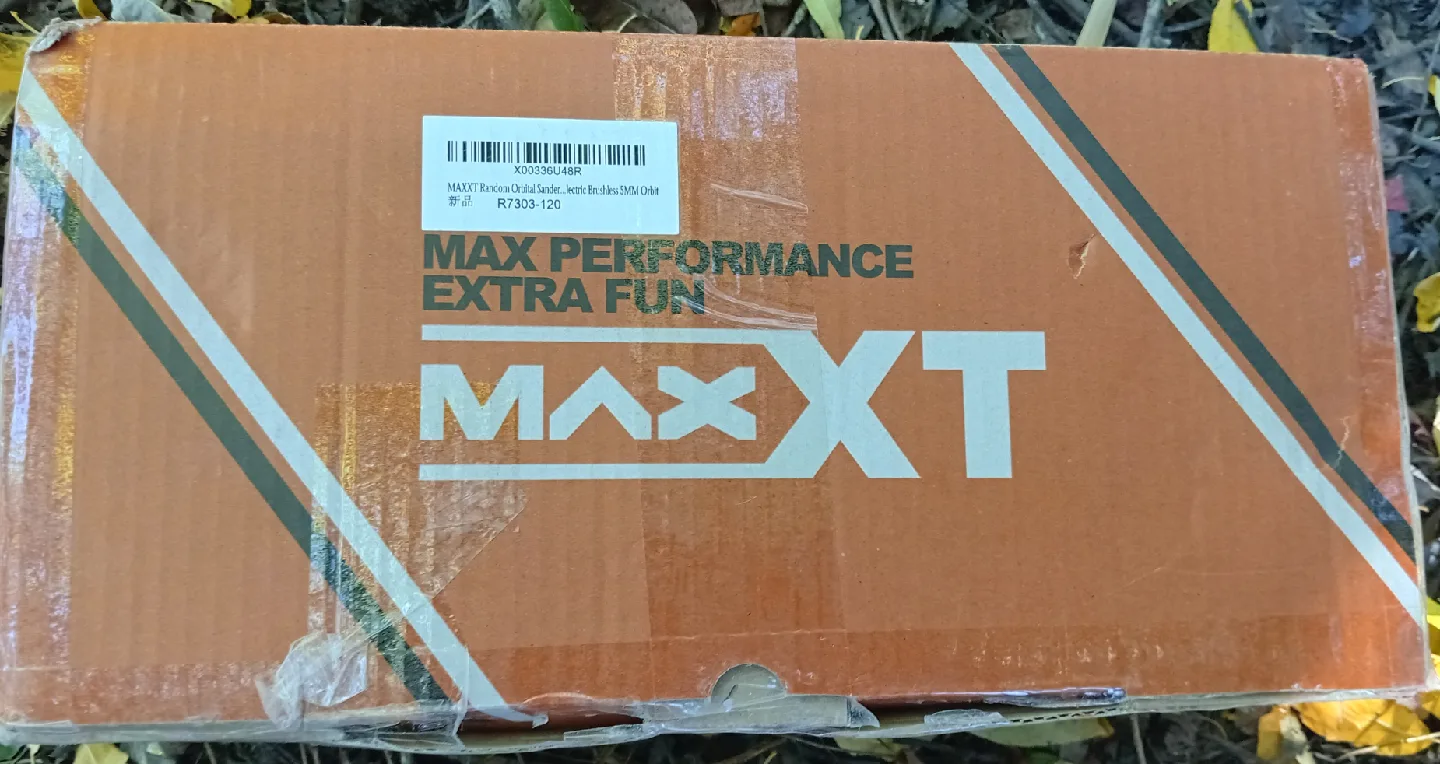 X00336U48R
MAXXT Random Orbital Sander...lectric Brushless 5MM Orbit
新品 R7303-120
MAX PERFORMANCE
EXTRA FUN
MAXXT